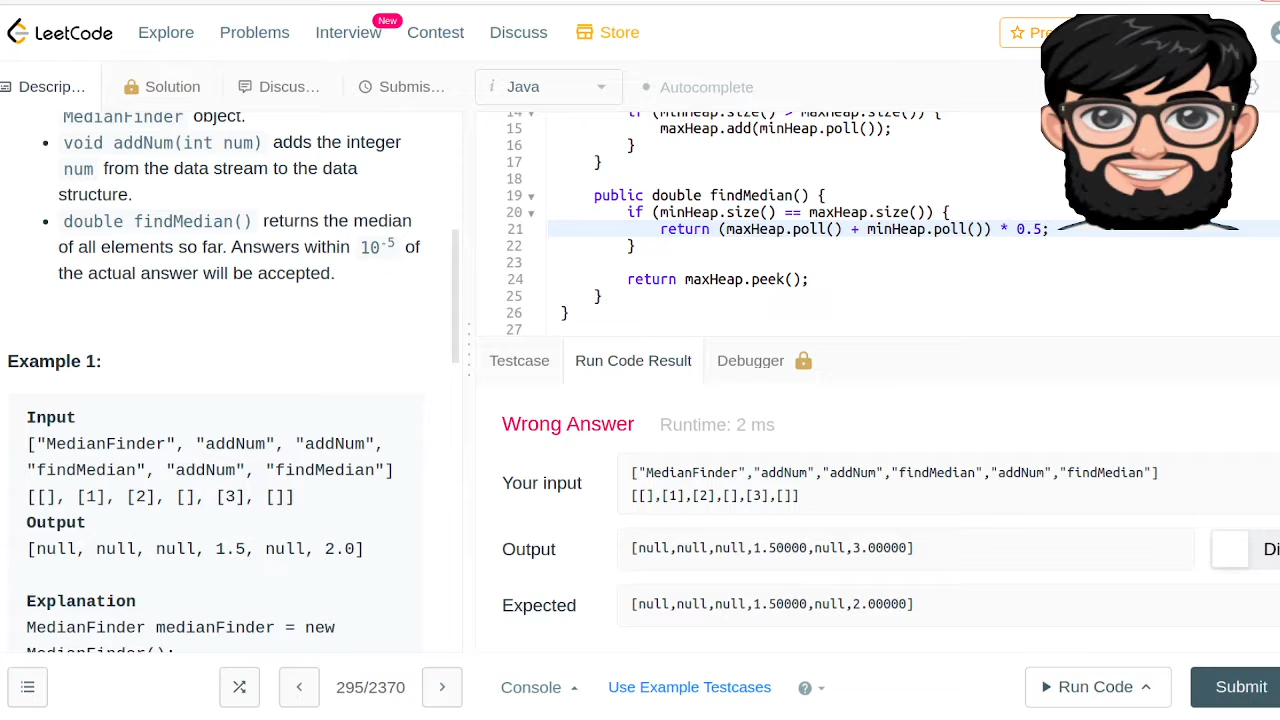 LeetCode Explore Problems Interview New Contest Discuss Store
Descrip… Solution Discus… Submis… i Java Autocomplete
MedianFinder object.
• void addNum(int num) adds the integer
num from the data stream to the data
structure.
• double findMedian() returns the median
of all elements so far. Answers within 10-5 of
the actual answer will be accepted.
Example 1:
Input
["MedianFinder", "addNum", "addNum",
"findMedian", "addNum", "findMedian"]
[[], [1], [2], [], [3], []]
Output
[null, null, null, 1.5, null, 2.0]
Explanation
MedianFinder medianFinder = new
MedianFinder();
14 if (minHeap.size() > maxHeap.size()) {
15 maxHeap.add(minHeap.poll());
16 }
17 }
18
19 public double findMedian() {
20 if (minHeap.size() == maxHeap.size()) {
21 return (maxHeap.poll() + minHeap.poll()) * 0.5;
22 }
23
24 return maxHeap.peek();
25 }
26 }
27
Testcase Run Code Result Debugger
Wrong Answer Runtime: 2 ms
Your input
["MedianFinder","addNum","addNum","findMedian","addNum","findMedian"]
[[],[1],[2],[],[3],[]]
Output [null,null,null,1.50000,null,3.00000]
Expected [null,null,null,1.50000,null,2.00000]
295/2370 Console Use Example Testcases ? Run Code Submit